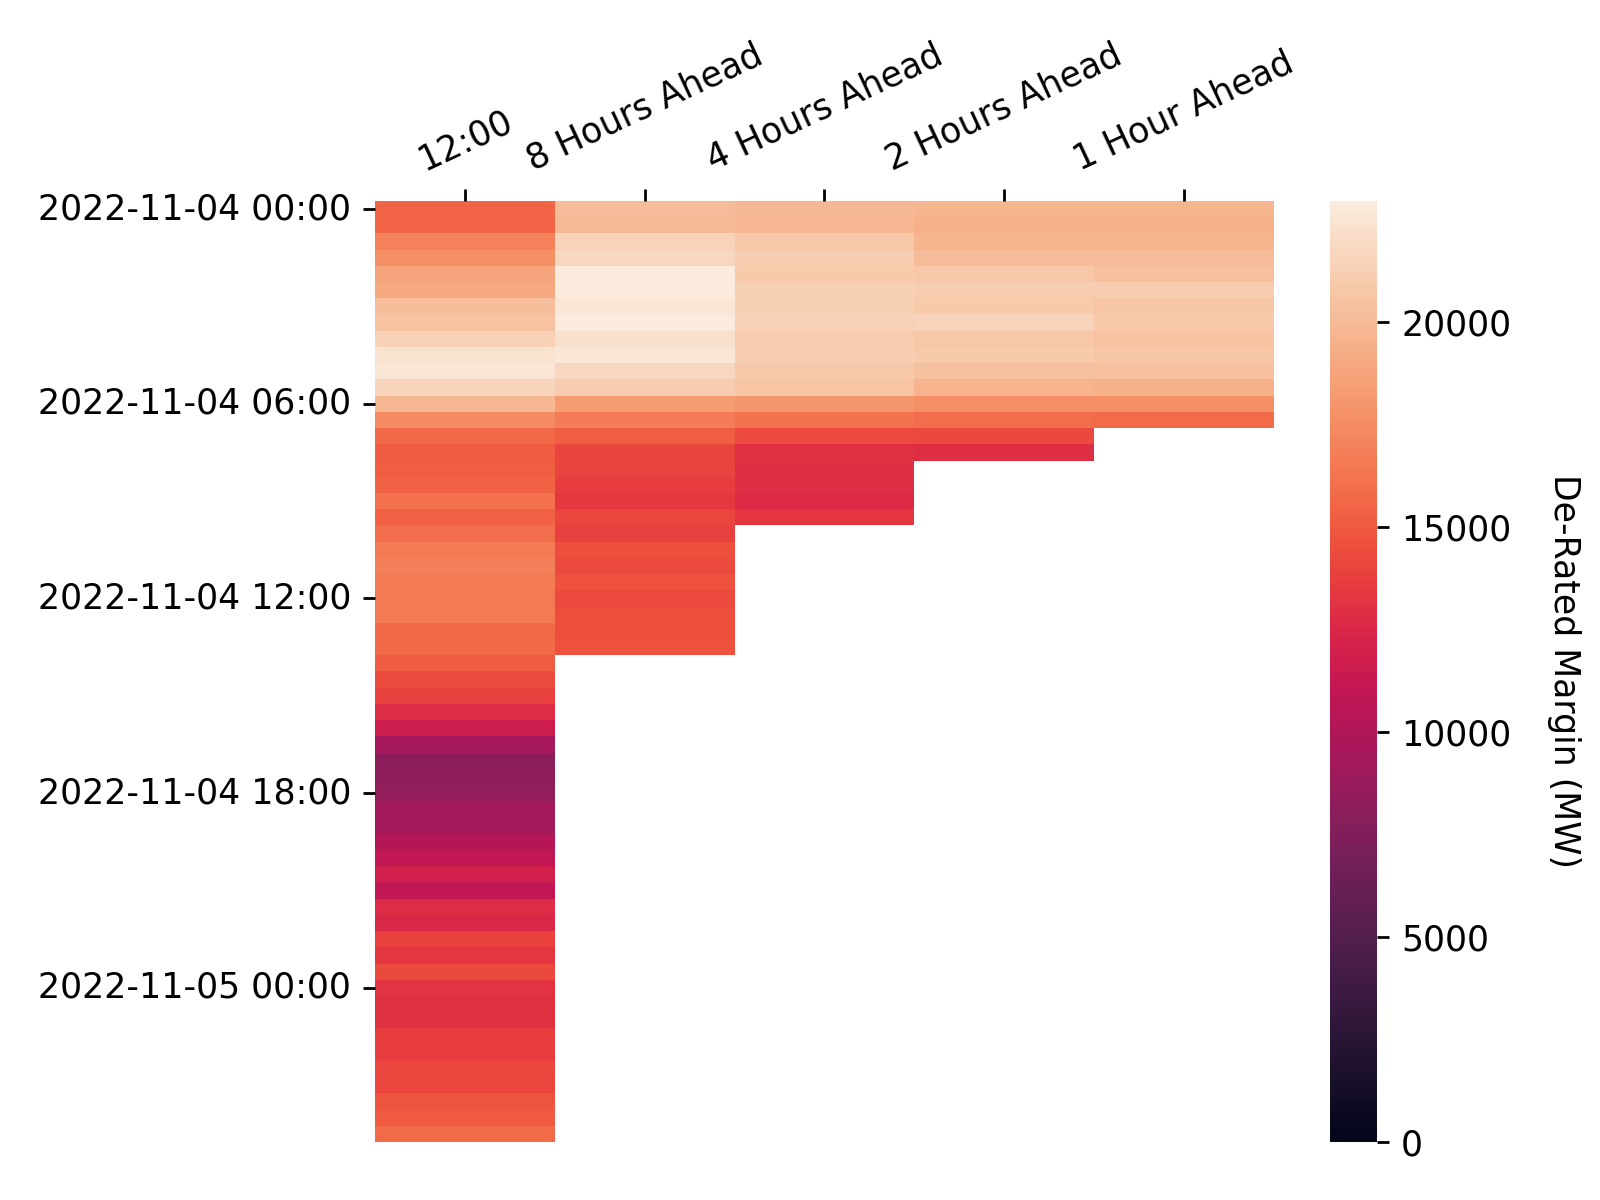 12:00
8 Hours Ahead
4 Hours Ahead
2 Hours Ahead
1 Hour Ahead
2022-11-04 00:00
2022-11-04 06:00
2022-11-04 12:00
2022-11-04 18:00
2022-11-05 00:00
20000
15000
10000
5000
0
De-Rated Margin (MW)